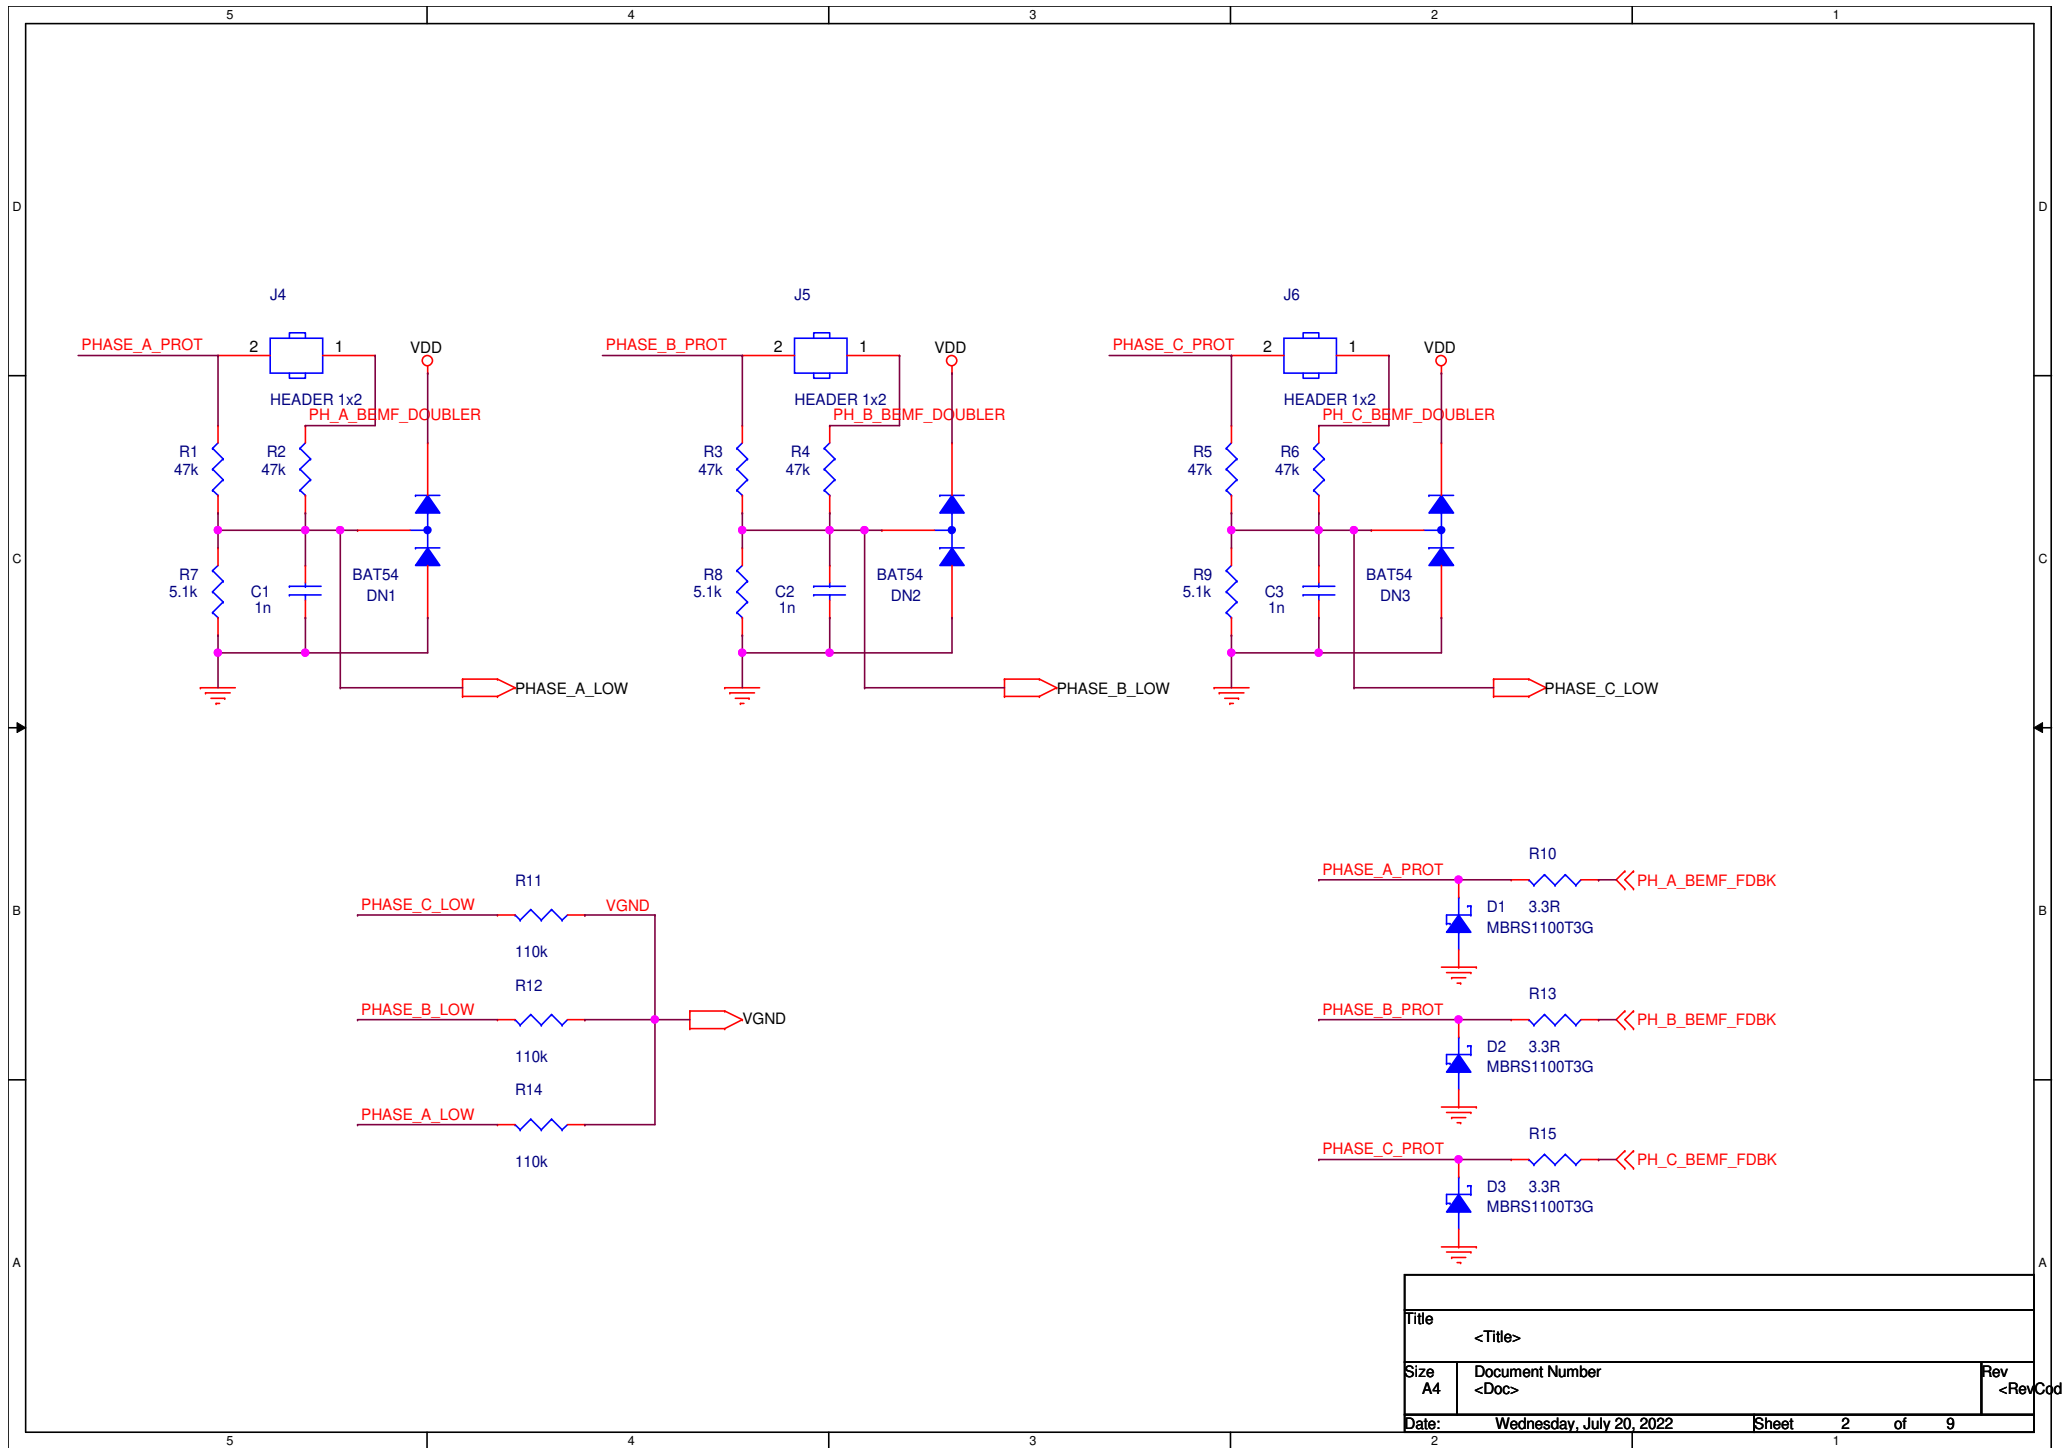 5 4 3 2 1
D D
J4 J5 J6
PHASE_A_PROT 2 1 VDD PHASE_B_PROT 2 1 VDD PHASE_C_PROT 2 1 VDD
HEADER 1x2 HEADER 1x2 HEADER 1x2
PH_A_BEMF_DOUBLER PH_B_BEMF_DOUBLER PH_C_BEMF_DOUBLER
R1 R2 R3 R4 R5 R6
47k 47k 47k 47k 47k 47k
C C
R7 BAT54 R8 BAT54 R9 BAT54
5.1k C1 DN1 5.1k C2 DN2 5.1k C3 DN3
1n 1n 1n
PHASE_A_LOW PHASE_B_LOW PHASE_C_LOW
R10
PHASE_A_PROT PH_A_BEMF_FDBK
R11
PHASE_C_LOW VGND D1 3.3R
B B
MBRS1100T3G
110k
R12 R13
PHASE_B_LOW VGND PHASE_B_PROT PH_B_BEMF_FDBK
110k D2 3.3R
MBRS1100T3G
R14
PHASE_A_LOW R15
110k PHASE_C_PROT PH_C_BEMF_FDBK
D3 3.3R
MBRS1100T3G
A A
Title
<Title>
Size Document Number Rev
A4 <Doc> <RevCod
Date: Wednesday, July 20, 2022 Sheet 2 of 9
5 4 3 2 1